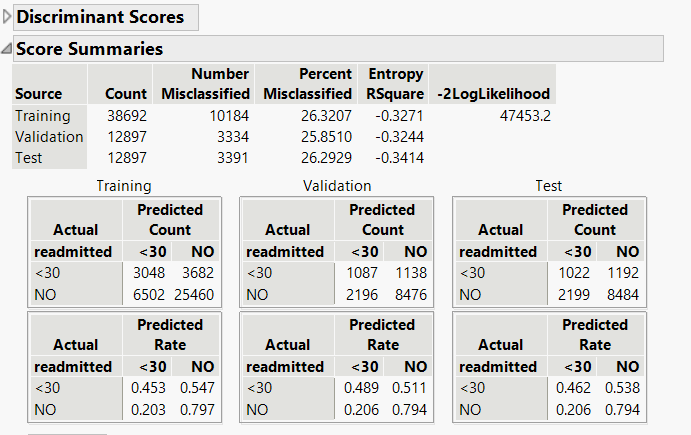 Discriminant Scores
Score Summaries
Number Percent Entropy
Source Count Misclassified Misclassified RSquare -2LogLikelihood
Training 38692 10184 26.3207 -0.3271 47453.2
Validation 12897 3334 25.8510 -0.3244
Test 12897 3391 26.2929 -0.3414
Training Validation Test
Predicted Predicted Predicted
Actual Count Actual Count Actual Count
readmitted <30 NO readmitted <30 NO readmitted <30 NO
<30 3048 3682 <30 1087 1138 <30 1022 1192
NO 6502 25460 NO 2196 8476 NO 2199 8484
Predicted Predicted Predicted
Actual Rate Actual Rate Actual Rate
readmitted <30 NO readmitted <30 NO readmitted <30 NO
<30 0.453 0.547 <30 0.489 0.511 <30 0.462 0.538
NO 0.203 0.797 NO 0.206 0.794 NO 0.206 0.794